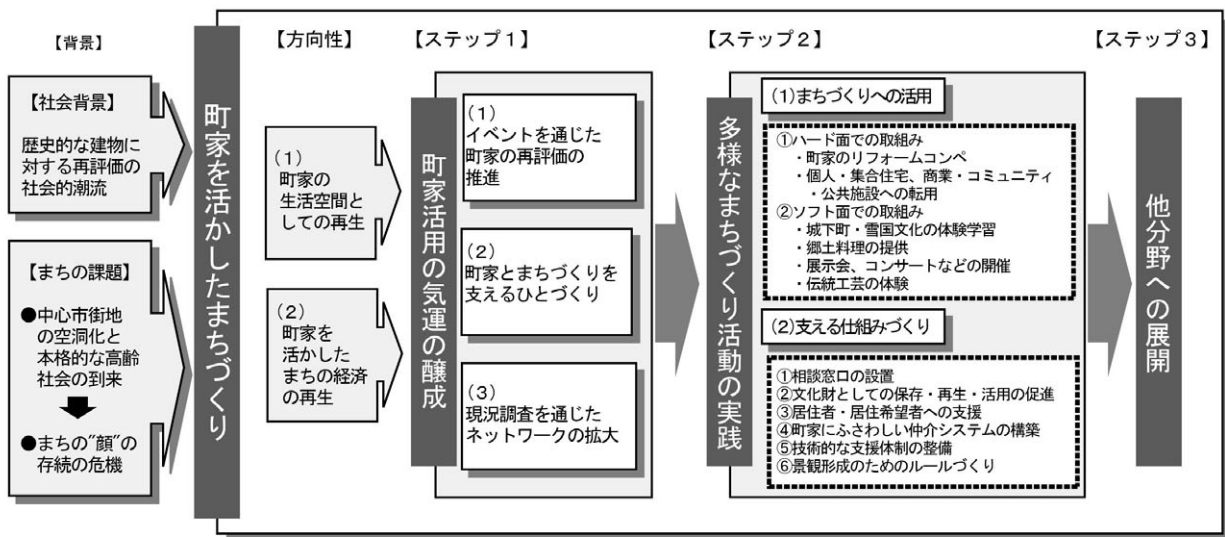 【背景】
【社会背景】
歴史的な建物に
対する再評価の
社会的潮流
【まちの課題】
●中心市街地
の空洞化と
本格的な高齢
社会の到来
●まちの"顔"の
存続の危機
町家を活かしたまちづくり
【方向性】
(1)
町家の
生活空間と
しての再生
(2)
町家を
活かした
まちの経済
の再生
【ステップ1】
町家活用の気運の醸成
(1)
イベントを通じた
町家の再評価の
推進
(2)
町家とまちづくりを
支えるひとづくり
(3)
現況調査を通じた
ネットワークの拡大
【ステップ2】
多様なまちづくり活動の実践
(1)まちづくりへの活用
①ハード面での取組み
・町家のリフォームコンペ
・個人・集合住宅、商業・コミュニティ
・公共施設への転用
②ソフト面での取組み
・城下町・雪国文化の体験学習
・郷土料理の提供
・展示会、コンサートなどの開催
・伝統工芸の体験
(2)支える仕組みづくり
①相談窓口の設置
②文化財としての保存・再生・活用の促進
③居住者・居住希望者への支援
④町家にふさわしい仲介システムの構築
⑤技術的な支援体制の整備
⑥景観形成のためのルールづくり
【ステップ3】
他分野への展開